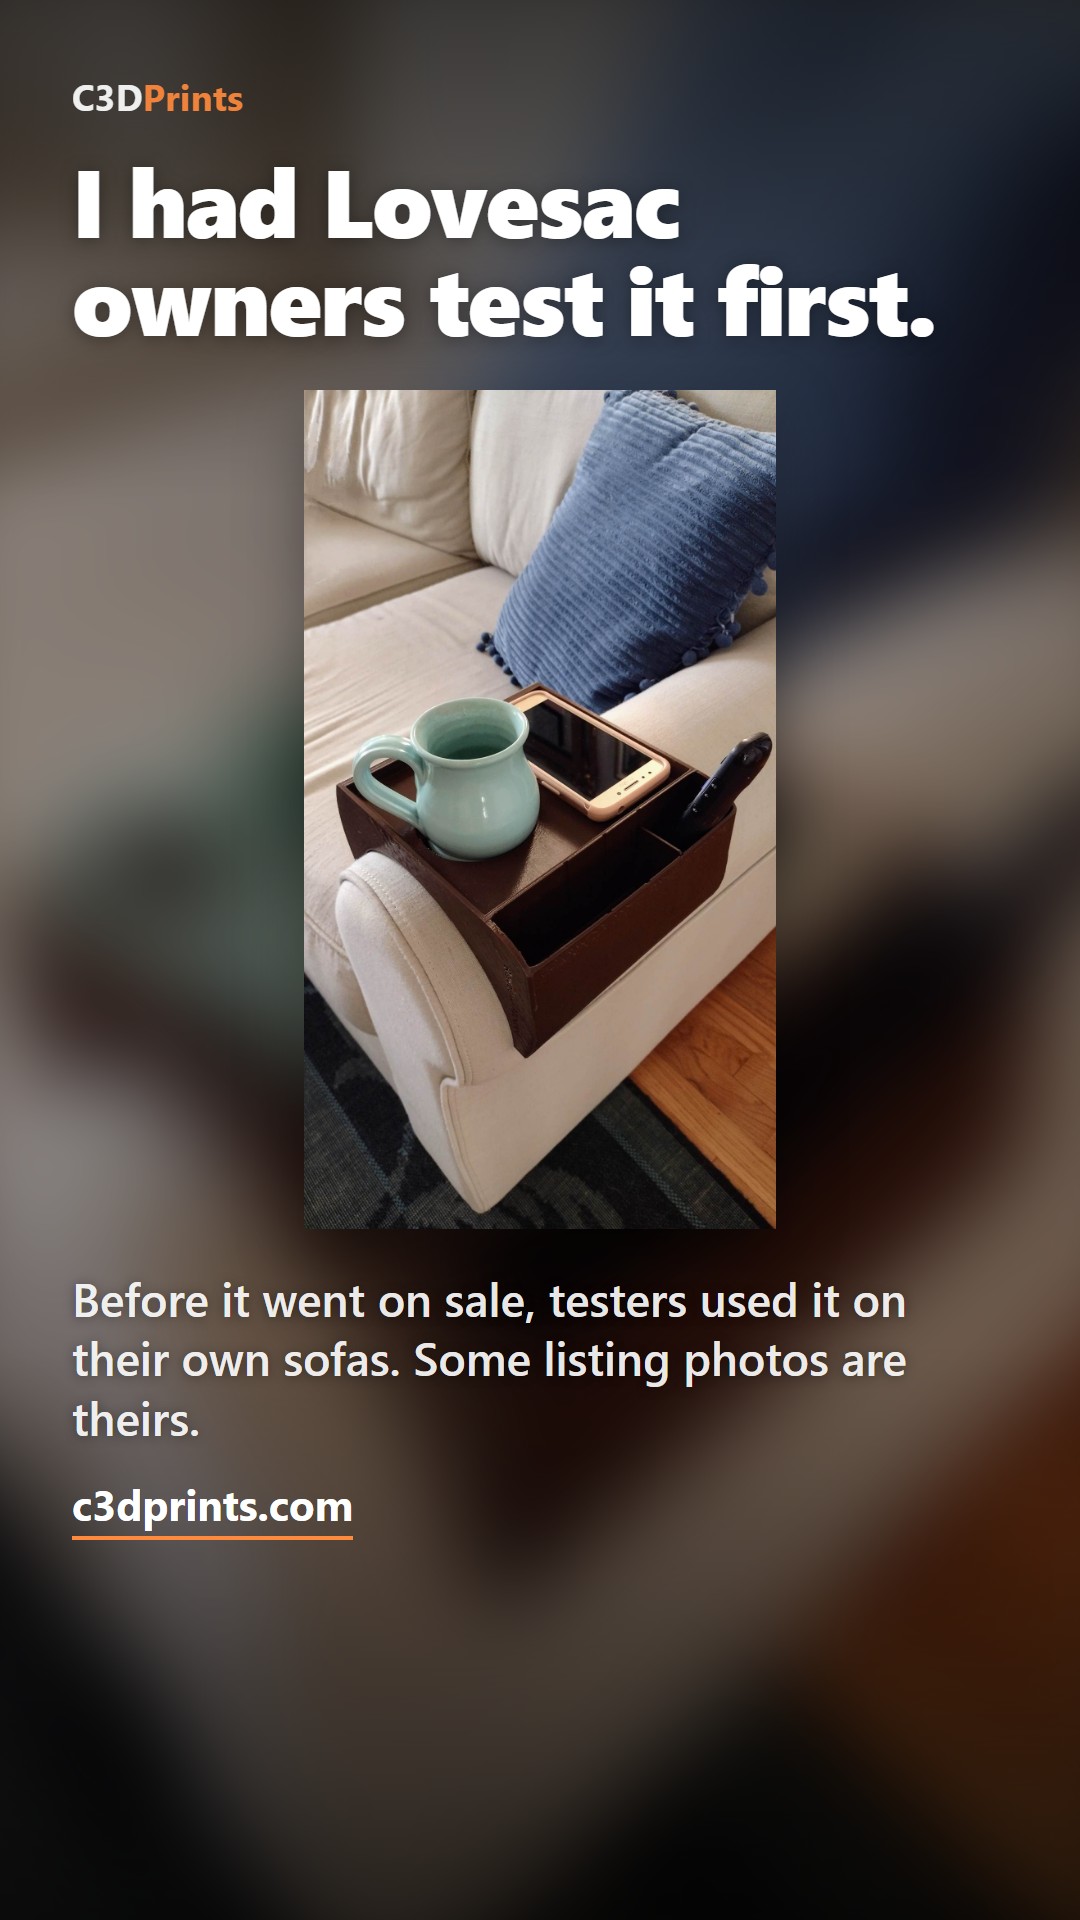 C3DPrints
I had Lovesac
owners test it first.
Before it went on sale, testers used it on
their own sofas. Some listing photos are
theirs.
c3dprints.com